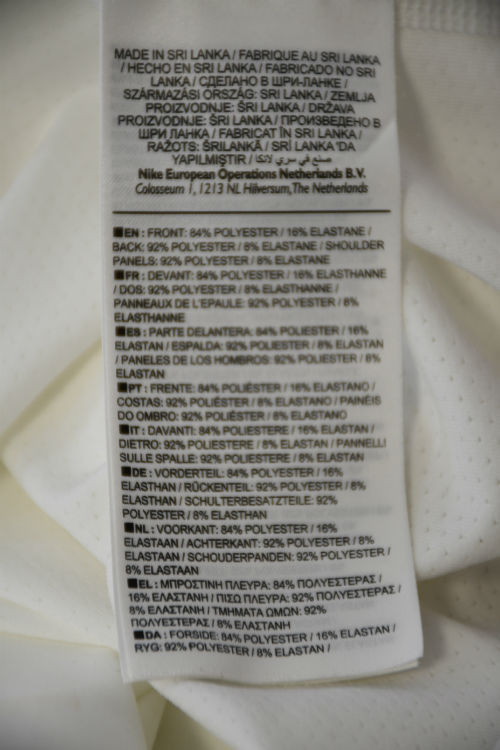 MADE IN SRI LANKA / FABRIQUE AU SRI LANKA
/ HECHO EN SRI LANKA / FABRICADO NO SRI
LANKA / СДЕЛАНО В ШРИ-ЛАНКЕ /
SZÁRMAZÁSI ORSZÁG: SRI LANKA / ZEMLJA
PROIZVODNJE: ŠRI LANKA / DRŽAVA
PROIZVODNJE: ŠRI LANKA / ПРОИЗВЕДЕНО В
ШРИ ЛАНКА / FABRICAT ÎN SRI LANKA /
RAŽOTS: ŠRILANKĀ / SRİ LANKA 'DA
YAPILMIŞTIR / صنع في سري لانكا
Nike European Operations Netherlands B.V.
Colosseum 1, 1213 NL Hilversum, The Netherlands
EN : FRONT: 84% POLYESTER / 16% ELASTANE /
BACK: 92% POLYESTER / 8% ELASTANE / SHOULDER
PANELS: 92% POLYESTER / 8% ELASTANE
FR : DEVANT: 84% POLYESTER / 16% ELASTHANNE
/ DOS: 92% POLYESTER / 8% ELASTHANNE /
PANNEAUX DE L'EPAULE: 92% POLYESTER / 8%
ELASTHANNE
ES : PARTE DELANTERA: 84% POLIESTER / 16%
ELASTAN / ESPALDA: 92% POLIESTER / 8% ELASTAN
/ PANELES DE LOS HOMBROS: 92% POLIESTER / 8%
ELASTAN
PT : FRENTE: 84% POLIÉSTER / 16% ELASTANO /
COSTAS: 92% POLIÉSTER / 8% ELASTANO / PAINÉIS
DO OMBRO: 92% POLIÉSTER / 8% ELASTANO
IT : DAVANTI: 84% POLIESTERE / 16% ELASTAN /
DIETRO: 92% POLIESTERE / 8% ELASTAN / PANNELLI
SULLE SPALLE: 92% POLIESTERE / 8% ELASTAN
DE : VORDERTEIL: 84% POLYESTER / 16%
ELASTHAN / RÜCKENTEIL: 92% POLYESTER / 8%
ELASTHAN / SCHULTERBESATZTEILE: 92%
POLYESTER / 8% ELASTHAN
NL : VOORKANT: 84% POLYESTER / 16%
ELASTAAN / ACHTERKANT: 92% POLYESTER / 8%
ELASTAAN / SCHOUDERPANDEN: 92% POLYESTER /
8% ELASTAAN
EL : ΜΠΡΟΣΤΙΝΗ ΠΛΕΥΡΑ: 84% ΠΟΛΥΕΣΤΕΡΑΣ /
16% ΕΛΑΣΤΑΝΗ / ΠΙΣΩ ΠΛΕΥΡΑ: 92% ΠΟΛΥΕΣΤΕΡΑΣ /
8% ΕΛΑΣΤΑΝΗ / ΤΜΗΜΑΤΑ ΩΜΩΝ: 92%
ΠΟΛΥΕΣΤΕΡΑΣ / 8% ΕΛΑΣΤΑΝΗ
DA : FORSIDE: 84% POLYESTER / 16% ELASTAN /
RYG: 92% POLYESTER / 8% ELASTAN /